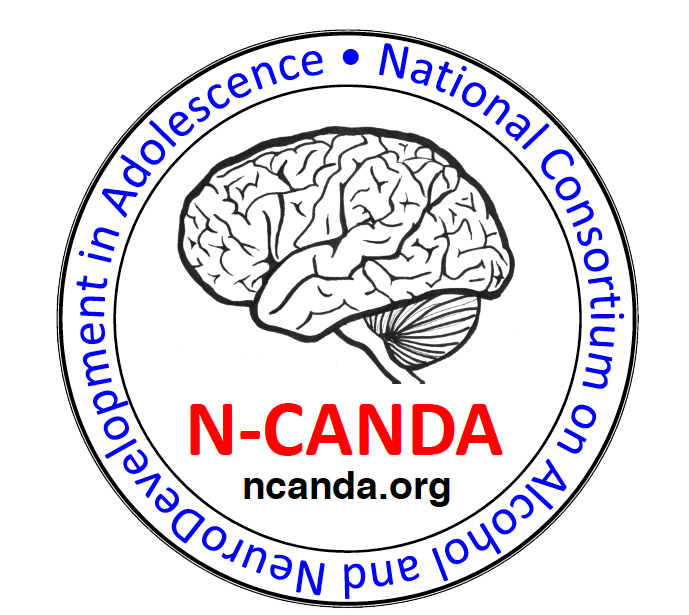 National Consortium on Alcohol and NeuroDevelopment in Adolescence •
N-CANDA
ncanda.org